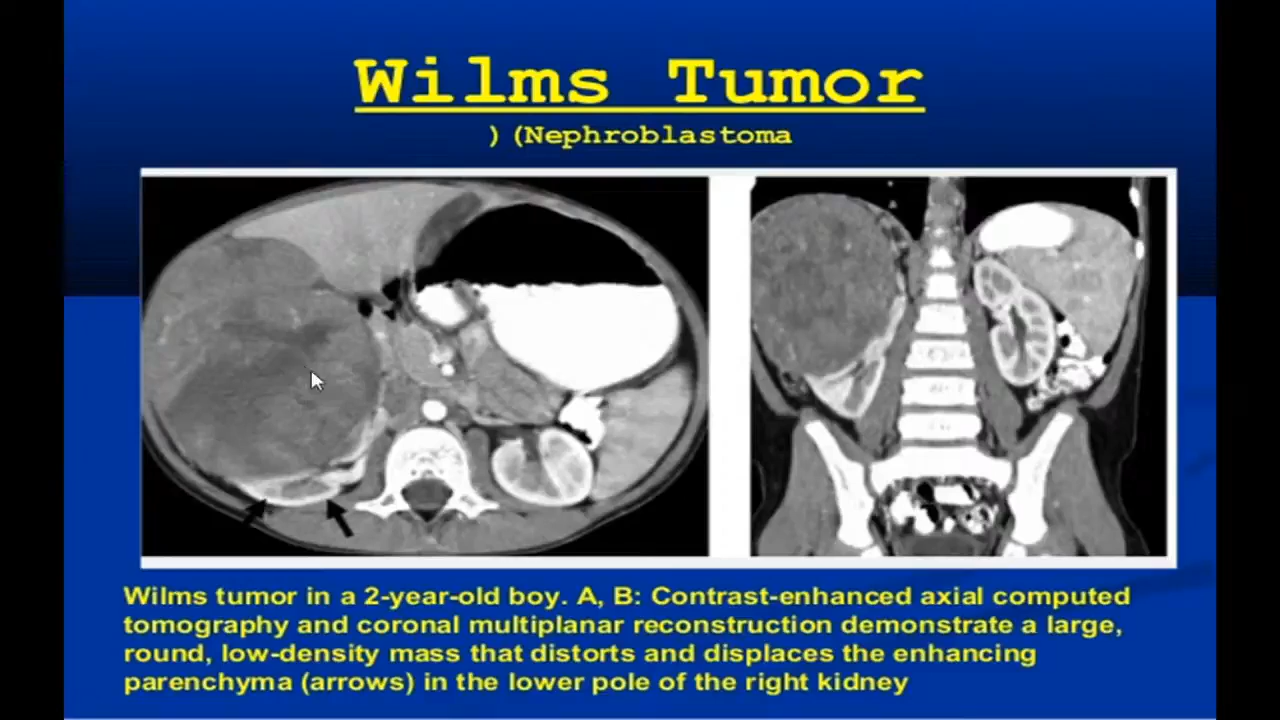 Wilms Tumor
)(Nephroblastoma
Wilms tumor in a 2-year-old boy. A, B: Contrast-enhanced axial computed
tomography and coronal multiplanar reconstruction demonstrate a large,
round, low-density mass that distorts and displaces the enhancing
parenchyma (arrows) in the lower pole of the right kidney